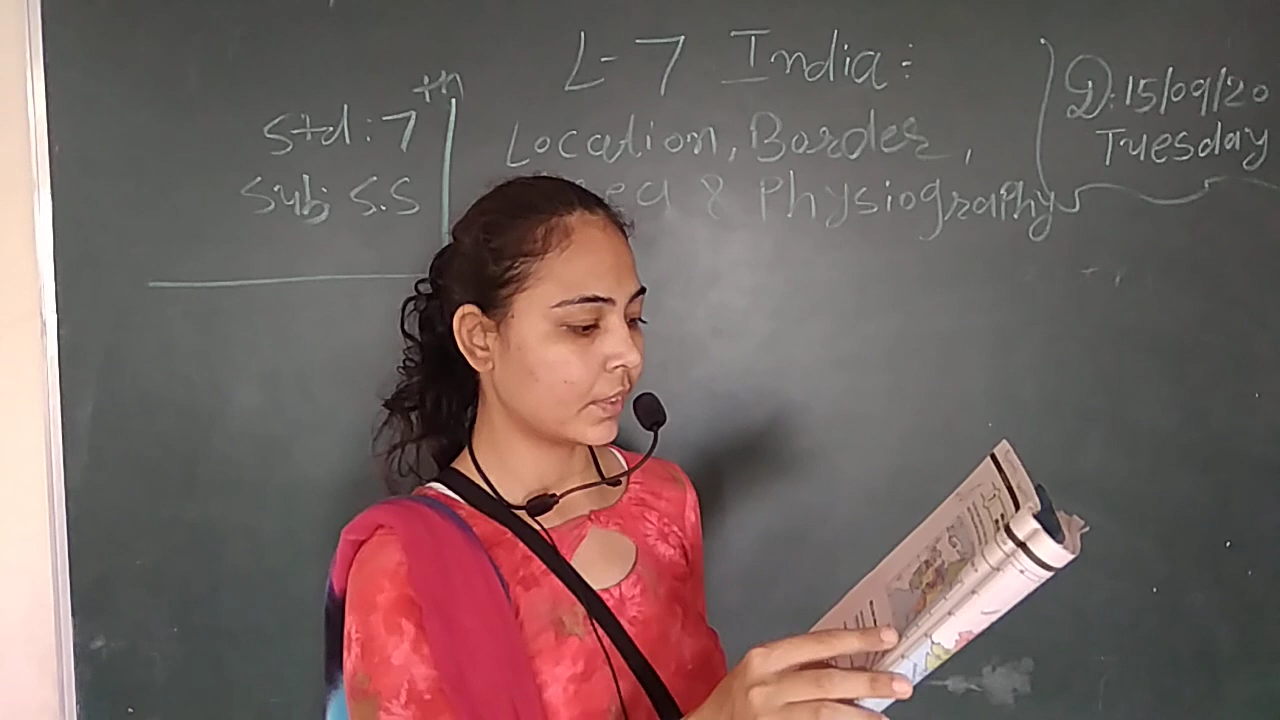 Std: 7th
Sub: S.S
L-7 India:
Location, Border,
& Physiography
D: 15/09/20
Tuesday